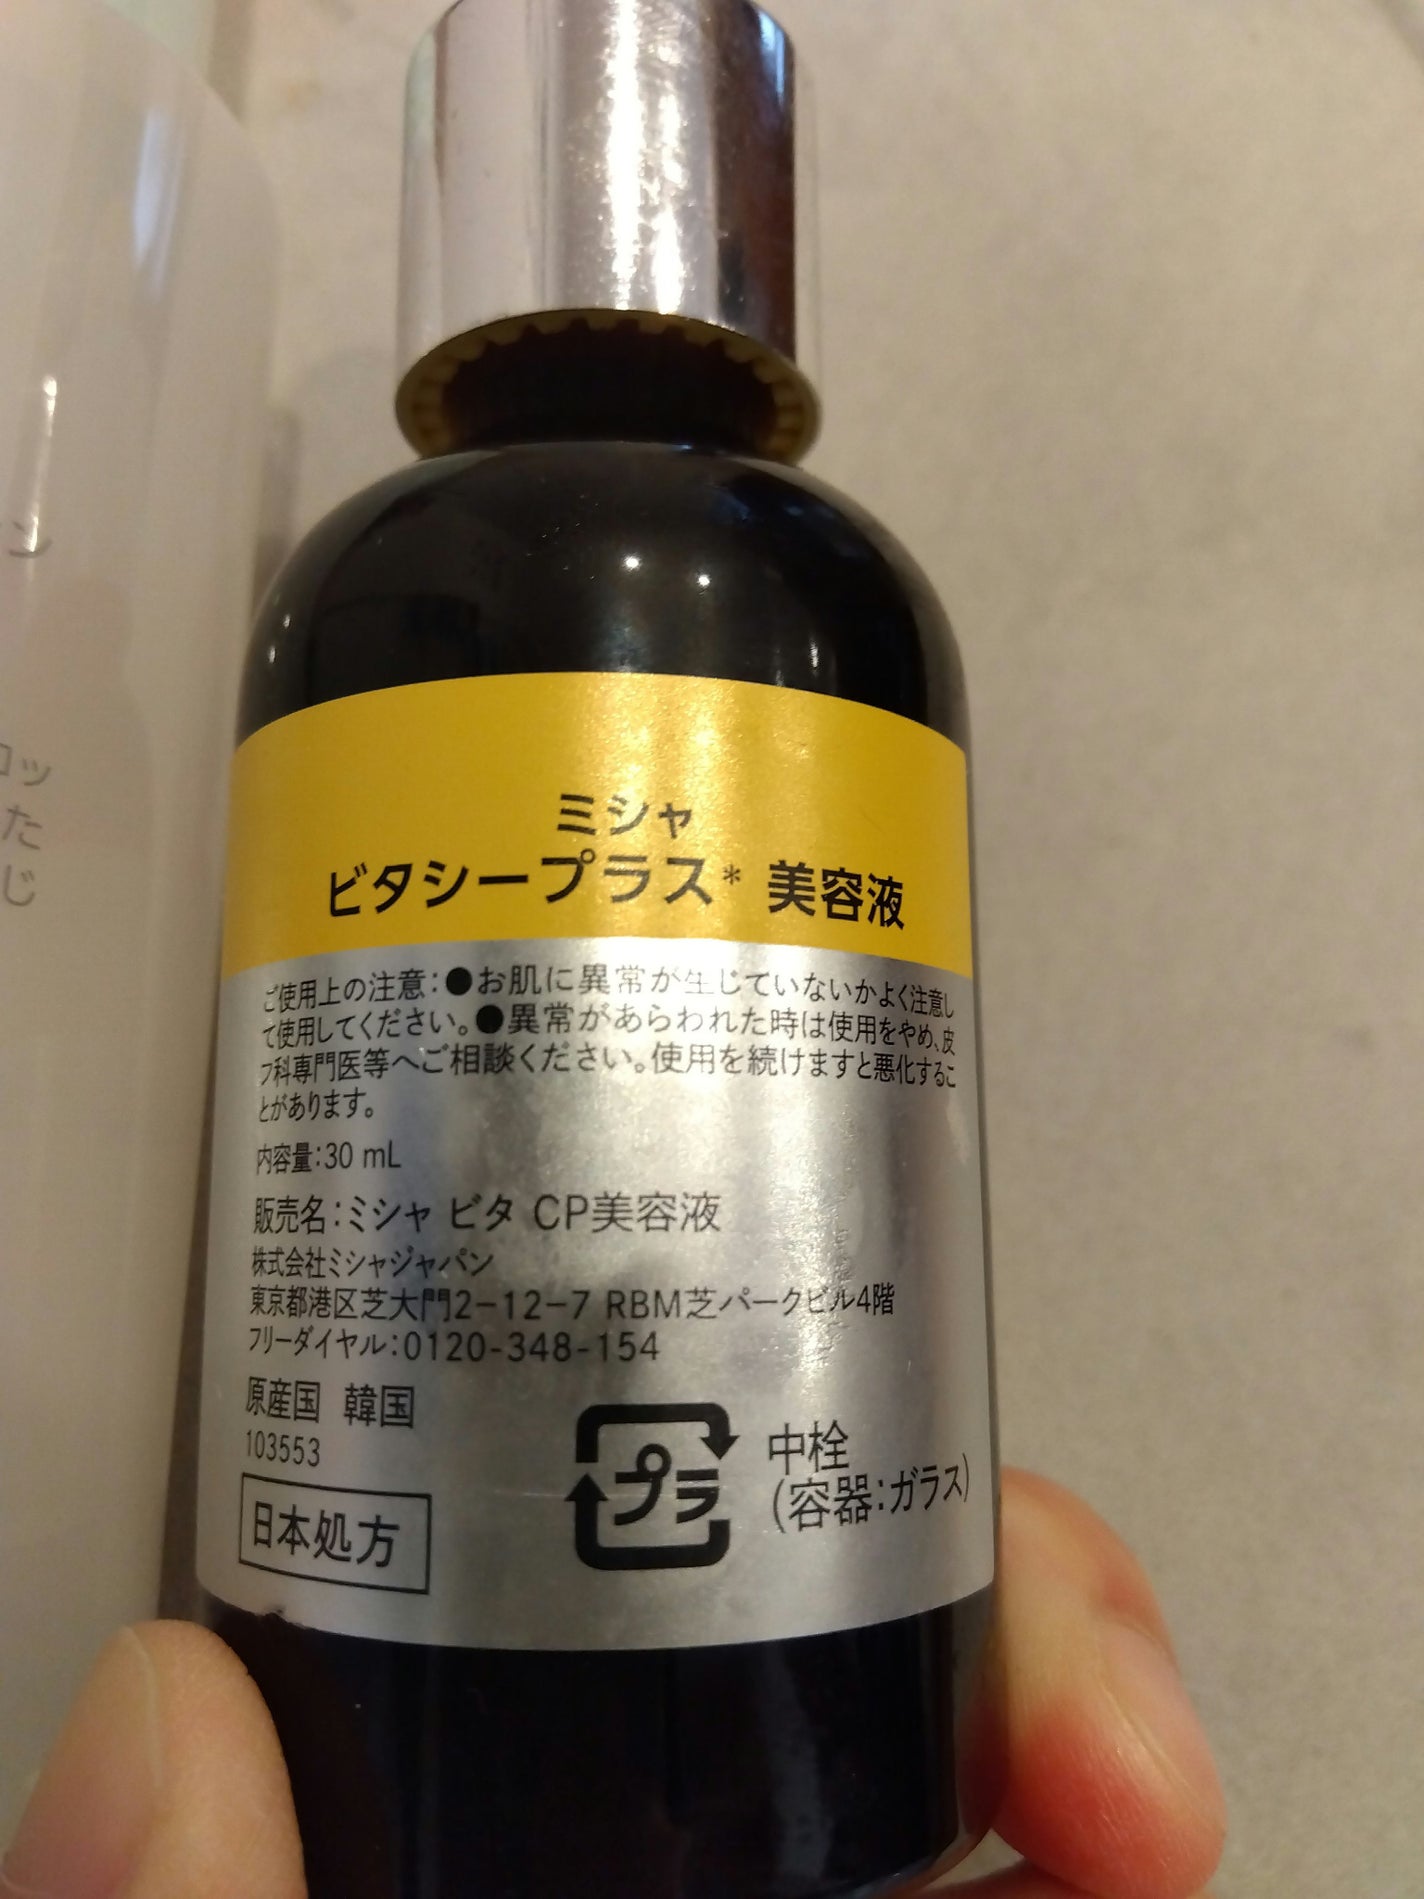 ミシャ
ビタシープラス* 美容液
ご使用上の注意:●お肌に異常が生じていないかよく注意し
て使用してください。●異常があらわれた時は使用をやめ、皮
フ科専門医等へご相談ください。使用を続けますと悪化するこ
とがあります。
内容量:30 mL
販売名:ミシャ ビタ CP美容液
株式会社ミシャジャパン
東京都港区芝大門2-12-7 RBM芝パークビル4階
フリーダイヤル:0120-348-154
原産国 韓国
103553
日本処方
プラ
中栓
(容器:ガラス)
ン
ロッ
た
じ